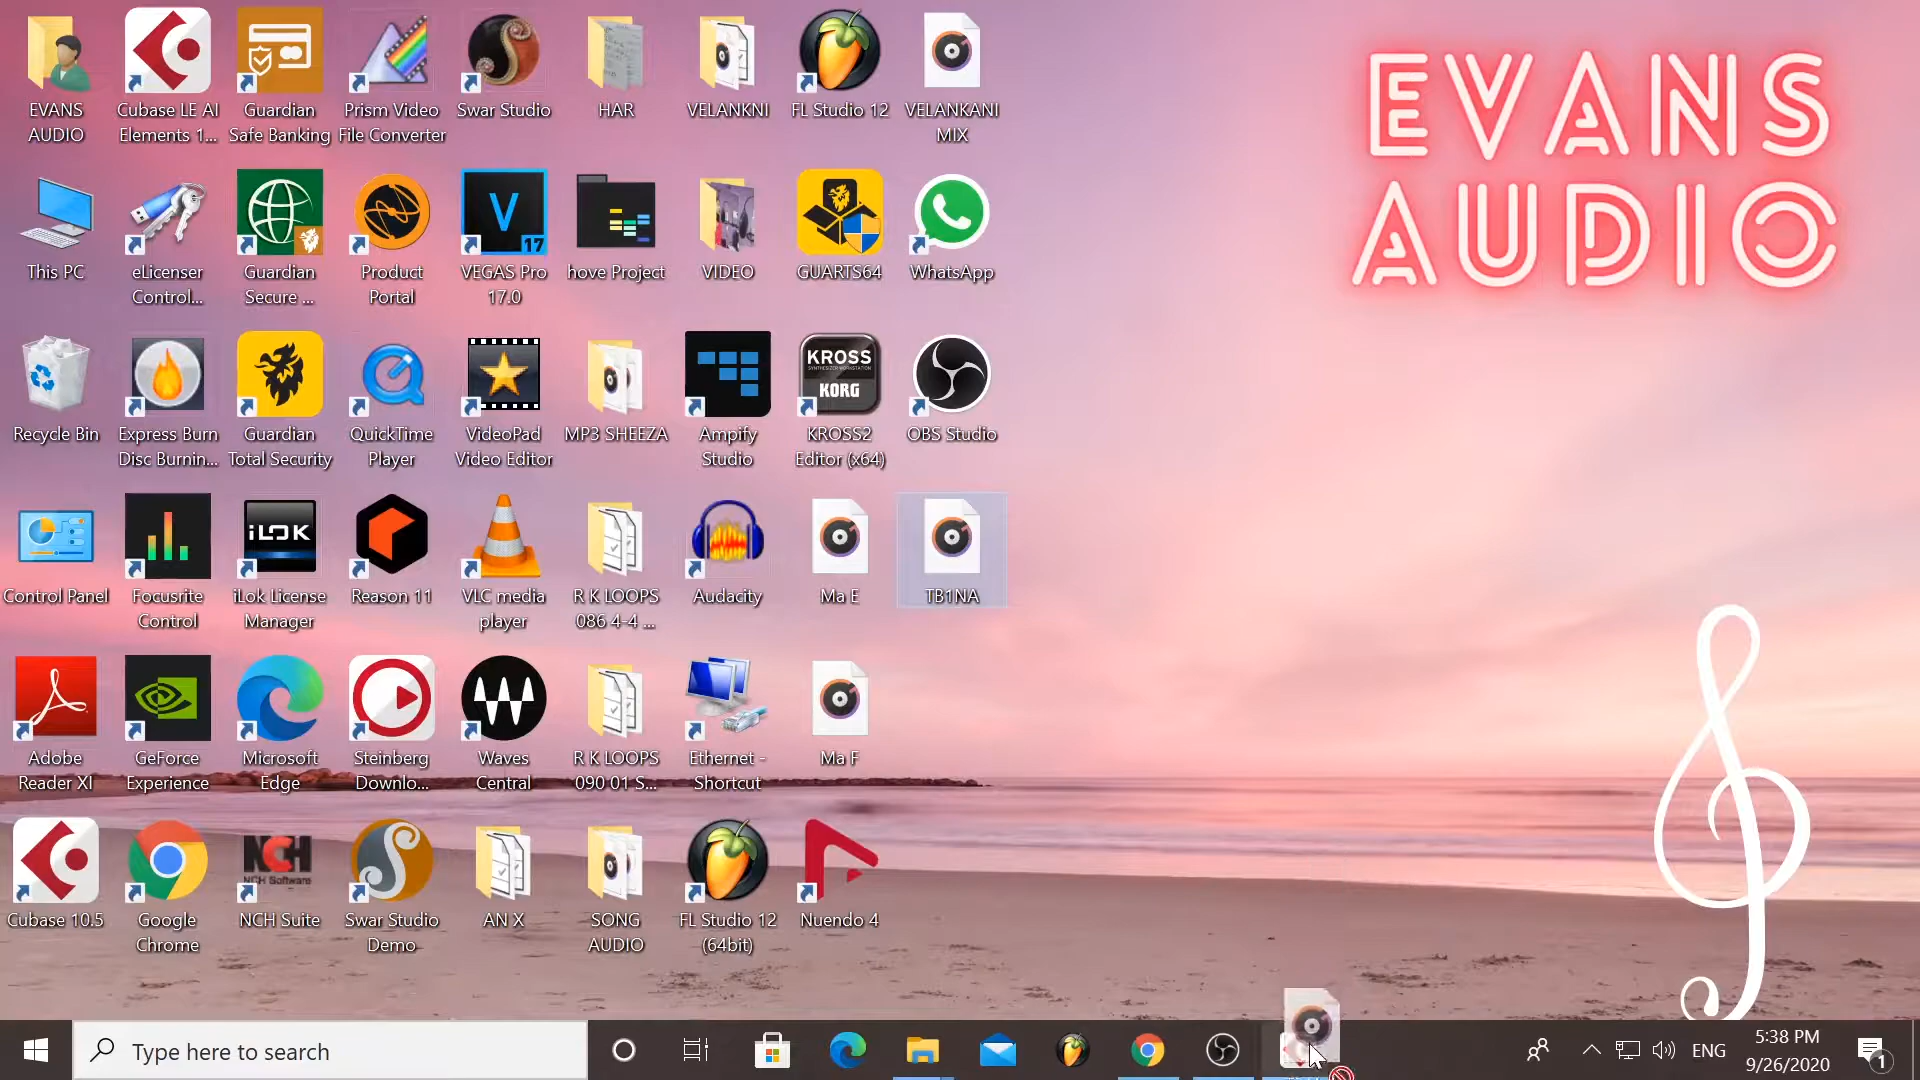 EVANS
AUDIO
EVANS
AUDIO
Cubase LE AI
Elements 1...
Guardian
Safe Banking
Prism Video
File Converter
Swar Studio
HAR
VELANKNI
FL Studio 12
VELANKANI
MIX
This PC
eLicenser
Control...
Guardian
Secure ...
Product
Portal
V
17
VEGAS Pro
17.0
hove Project
VIDEO
GUARTS64
WhatsApp
Recycle Bin
Express Burn
Disc Burnin...
Guardian
Total Security
QuickTime
Player
VideoPad
Video Editor
MP3 SHEEZA
Ampify
Studio
KROSS
KORG
KROSS2
Editor (x64)
OBS Studio
Control Panel
Focusrite
Control
iLOK
iLok License
Manager
Reason 11
VLC media
player
R K LOOPS
086 4-4 ...
Audacity
Ma E
TB1NA
Adobe
Reader XI
GeForce
Experience
Microsoft
Edge
Steinberg
Downlo...
Waves
Central
R K LOOPS
090 01 S...
Ethernet -
Shortcut
Ma F
Cubase 10.5
Google
Chrome
NCH
NCH Software
NCH Suite
Swar Studio
Demo
AN X
SONG
AUDIO
FL Studio 12
(64bit)
Nuendo 4
Type here to search
ENG
5:38 PM
9/26/2020
1